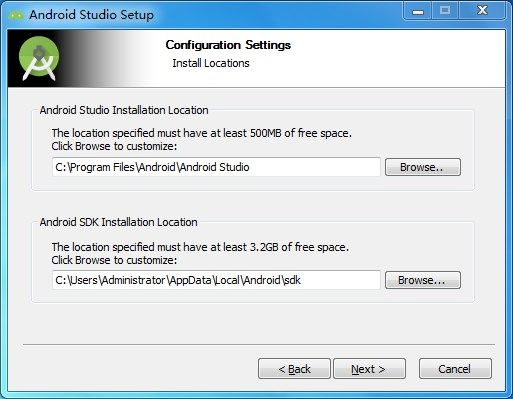 Android Studio Setup
Configuration Settings
Install Locations
Android Studio Installation Location
The location specified must have at least 500MB of free space.
Click Browse to customize:
C:\Program Files\Android\Android Studio
Browse..
Android SDK Installation Location
The location specified must have at least 3.2GB of free space.
Click Browse to customize:
C:\Users\Administrator\AppData\Local\Android\sdk
Browse...
< Back
Next >
Cancel